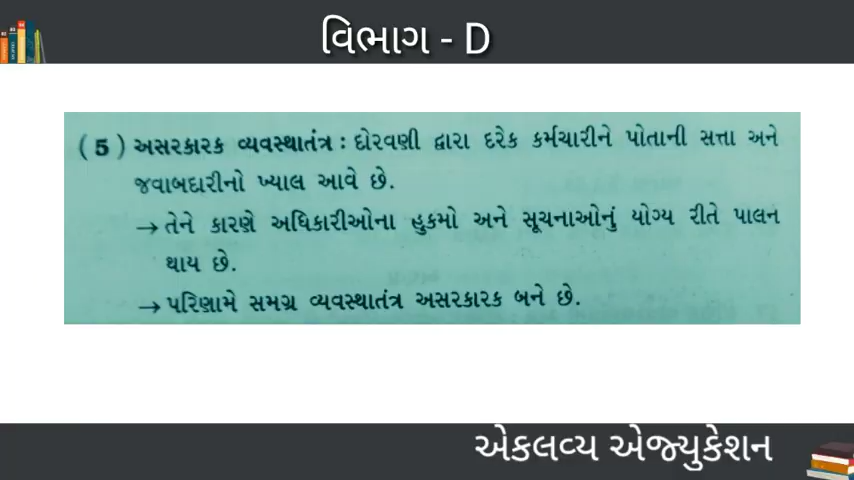 વિભાગ - D
( 5 ) અસરકારક વ્યવસ્થાતંત્ર : દોરવણી દ્વારા દરેક કર્મચારીને પોતાની સત્તા અને
જવાબદારીનો ખ્યાલ આવે છે.
→ તેને કારણે અધિકારીઓના હુકમો અને સૂચનાઓનું યોગ્ય રીતે પાલન
થાય છે.
→ પરિણામે સમગ્ર વ્યવસ્થાતંત્ર અસરકારક બને છે.
એકલવ્ય એજ્યુકેશન